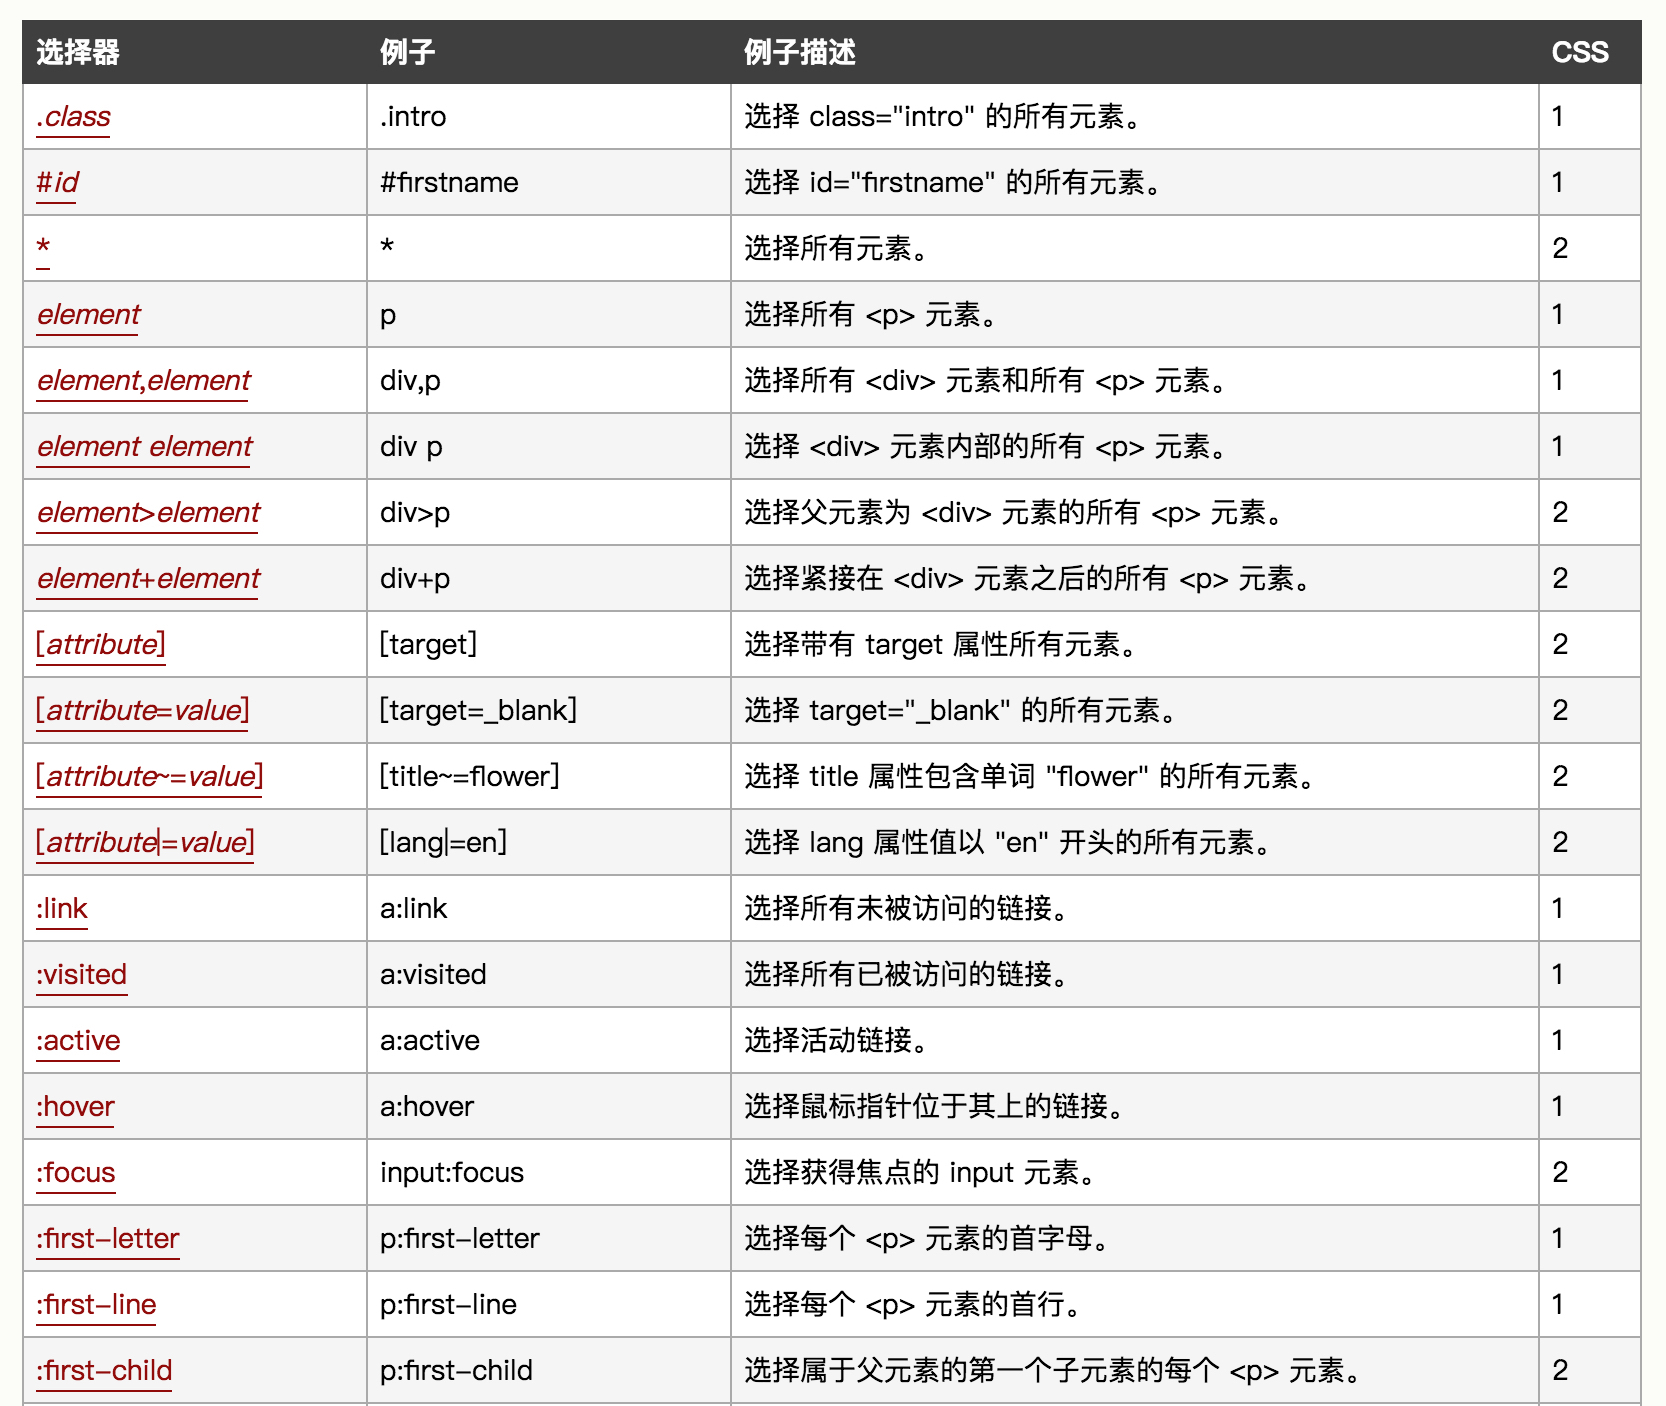 选择器 例子 例子描述 CSS
.class .intro 选择 class="intro" 的所有元素。 1
#id #firstname 选择 id="firstname" 的所有元素。 1
* * 选择所有元素。 2
element p 选择所有 <p> 元素。 1
element,element div,p 选择所有 <div> 元素和所有 <p> 元素。 1
element element div p 选择 <div> 元素内部的所有 <p> 元素。 1
element>element div>p 选择父元素为 <div> 元素的所有 <p> 元素。 2
element+element div+p 选择紧接在 <div> 元素之后的所有 <p> 元素。 2
[attribute] [target] 选择带有 target 属性所有元素。 2
[attribute=value] [target=_blank] 选择 target="_blank" 的所有元素。 2
[attribute~=value] [title~=flower] 选择 title 属性包含单词 "flower" 的所有元素。 2
[attribute|=value] [lang|=en] 选择 lang 属性值以 "en" 开头的所有元素。 2
:link a:link 选择所有未被访问的链接。 1
:visited a:visited 选择所有已被访问的链接。 1
:active a:active 选择活动链接。 1
:hover a:hover 选择鼠标指针位于其上的链接。 1
:focus input:focus 选择获得焦点的 input 元素。 2
:first-letter p:first-letter 选择每个 <p> 元素的首字母。 1
:first-line p:first-line 选择每个 <p> 元素的首行。 1
:first-child p:first-child 选择属于父元素的第一个子元素的每个 <p> 元素。 2